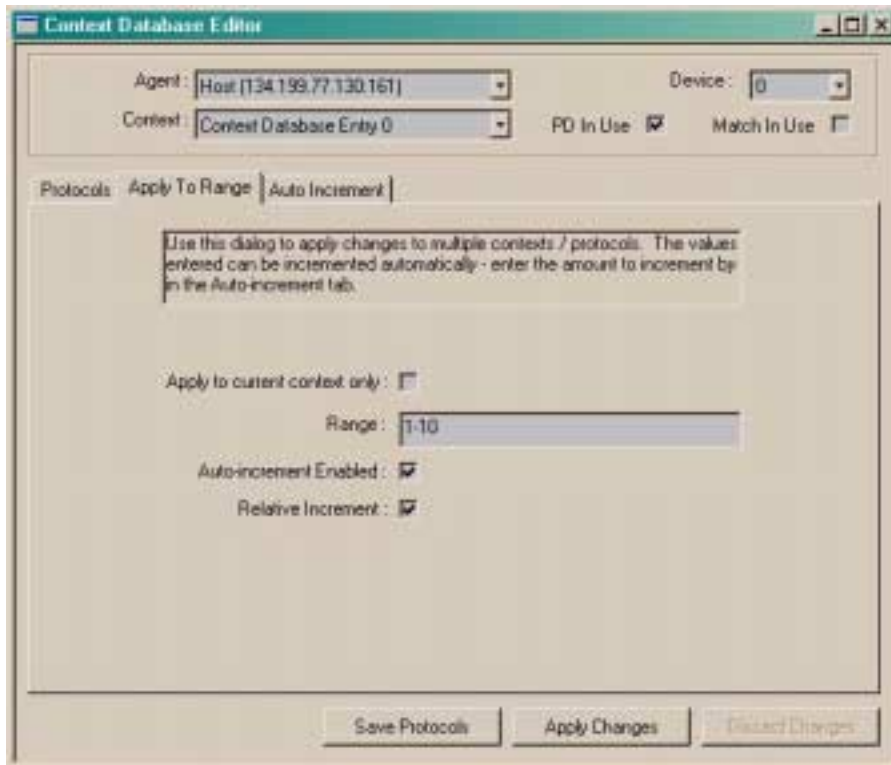 Context Database Editor
Agent : Host (134.199.77.130.161) Device : 0
Context : Context Database Entry 0 PD In Use Match In Use
Protocols Apply To Range Auto Increment
Use this dialog to apply changes to multiple contexts / protocols. The values
entered can be incremented automatically - enter the amount to increment by
in the Auto-increment tab.
Apply to current context only :
Range : 1-10
Auto-increment Enabled :
Relative Increment :
Save Protocols Apply Changes Discard Changes